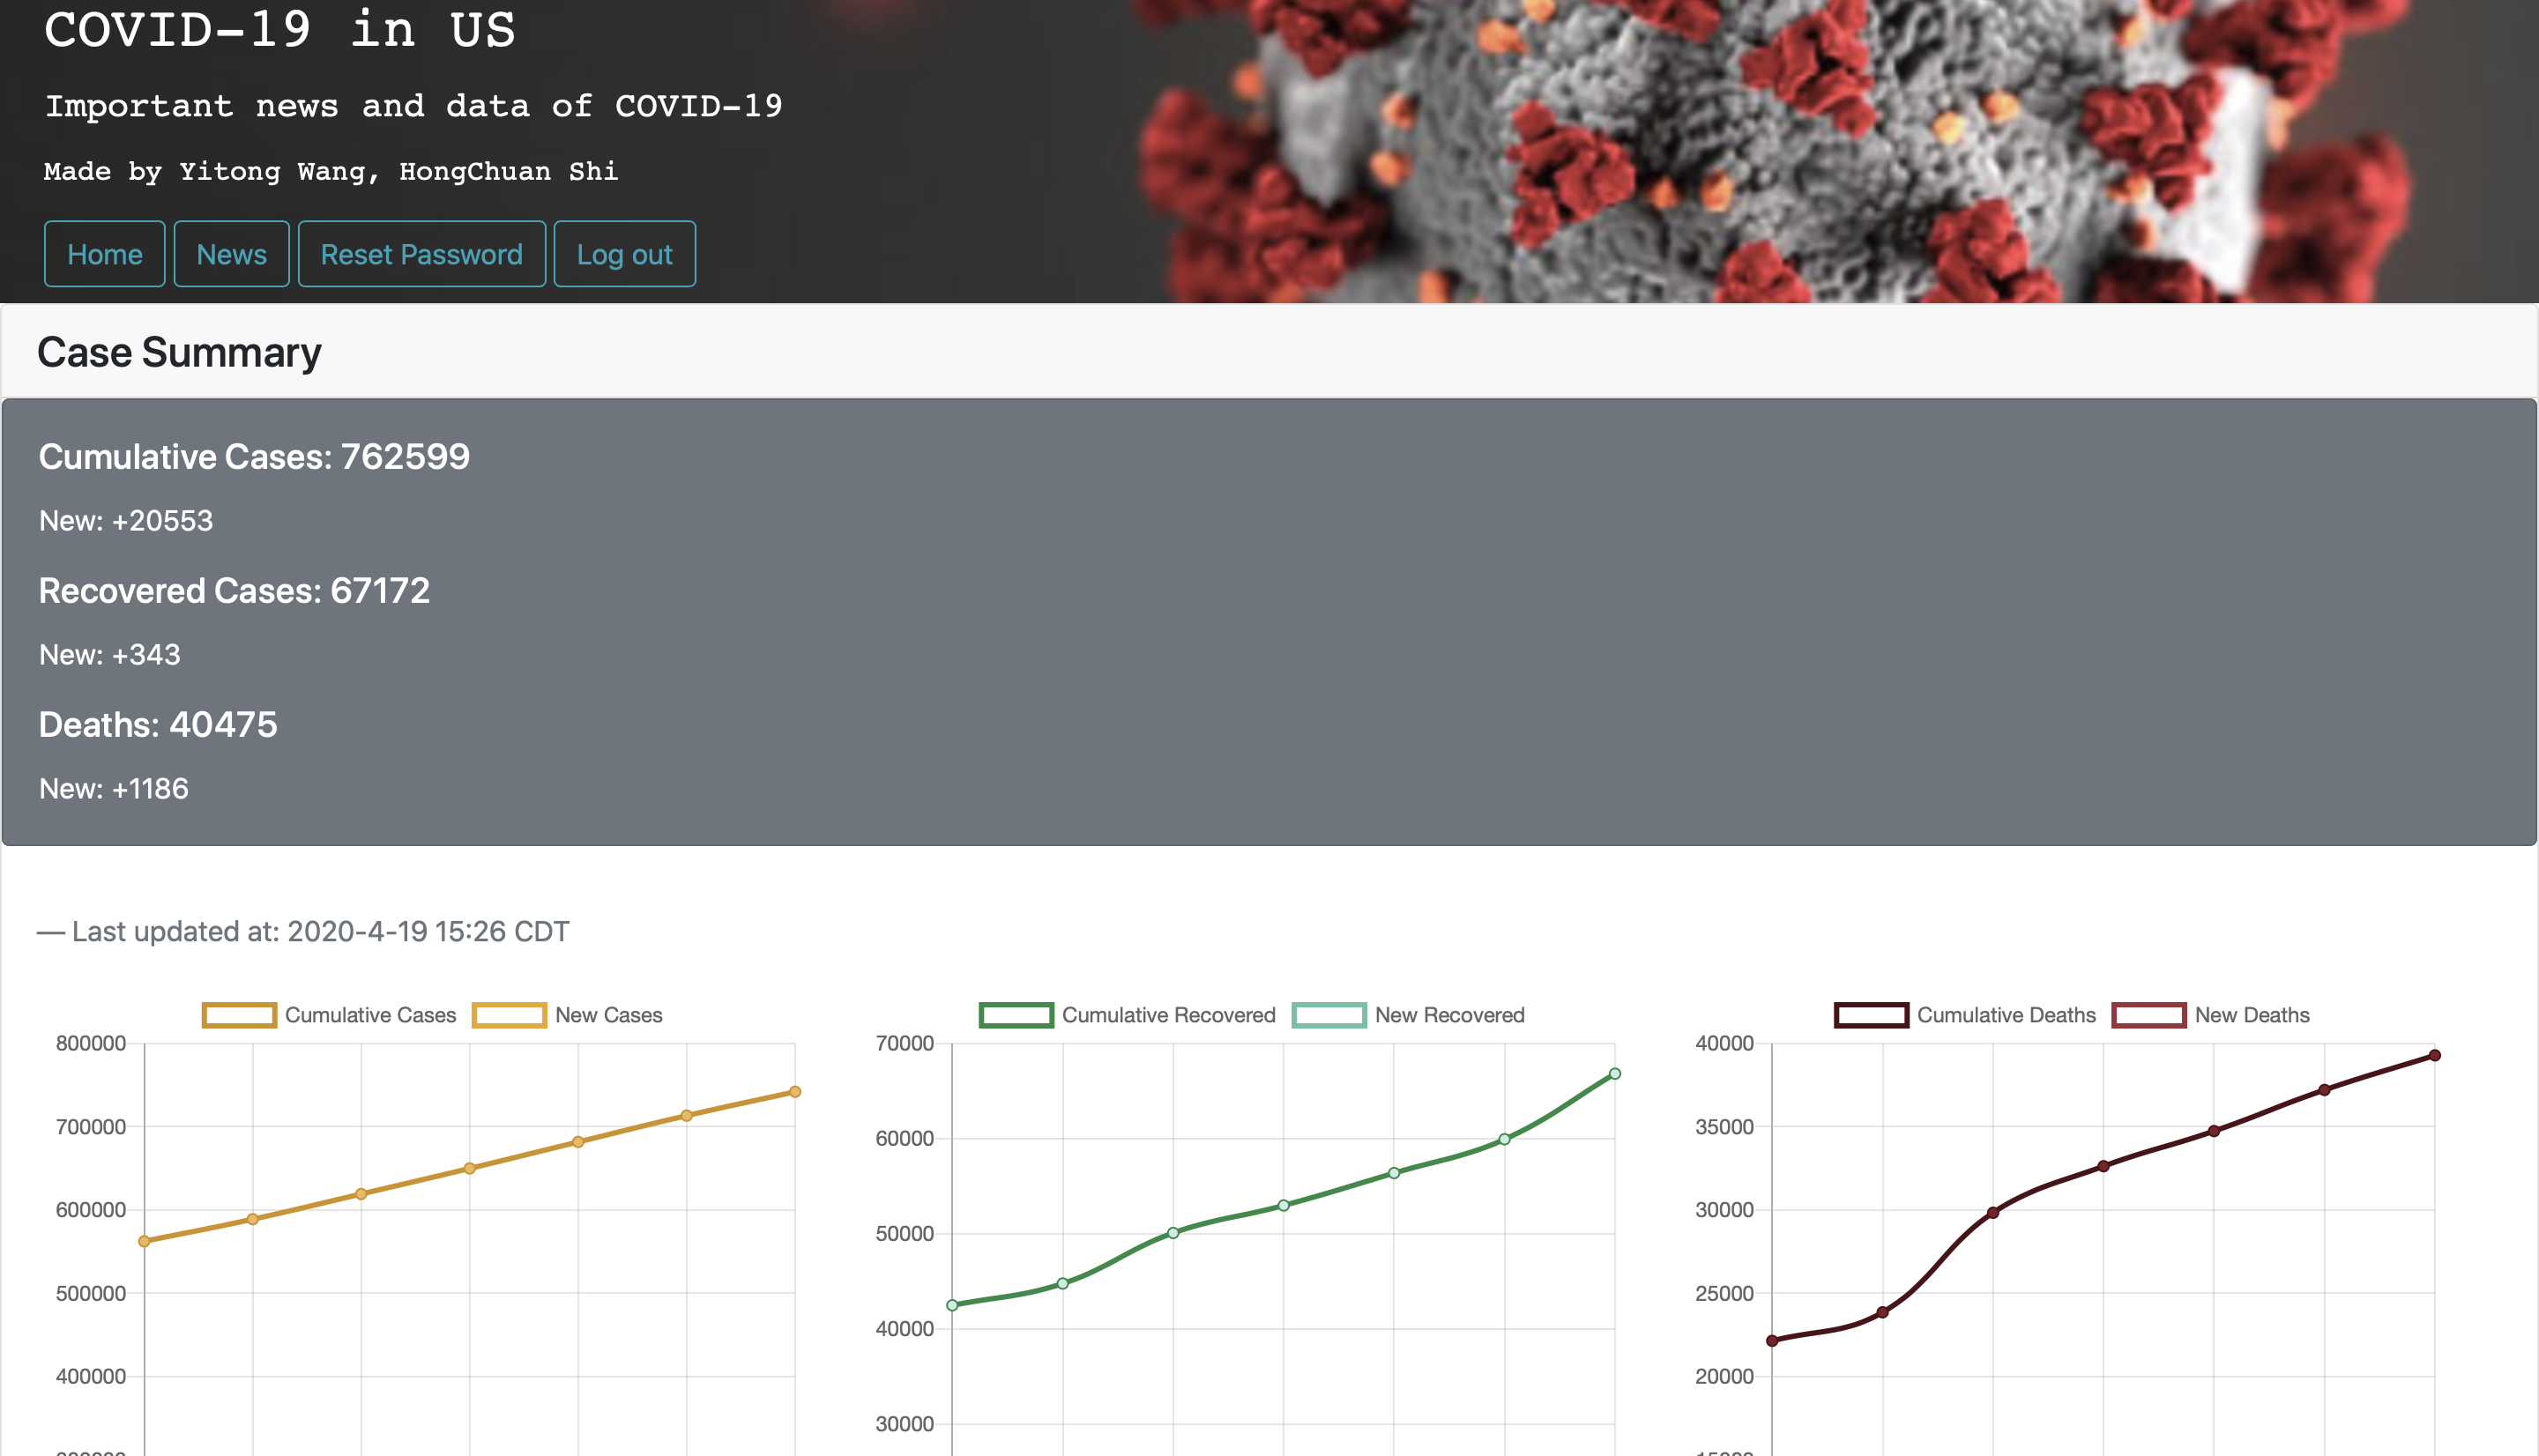 COVID-19 in US
Important news and data of COVID-19
Made by Yitong Wang, HongChuan Shi
Home News Reset Password Log out
Case Summary
Cumulative Cases: 762599
New: +20553
Recovered Cases: 67172
New: +343
Deaths: 40475
New: +1186
— Last updated at: 2020-4-19 15:26 CDT
Cumulative Cases New Cases
800000
700000
600000
500000
400000
Cumulative Recovered New Recovered
70000
60000
50000
40000
30000
Cumulative Deaths New Deaths
40000
35000
30000
25000
20000